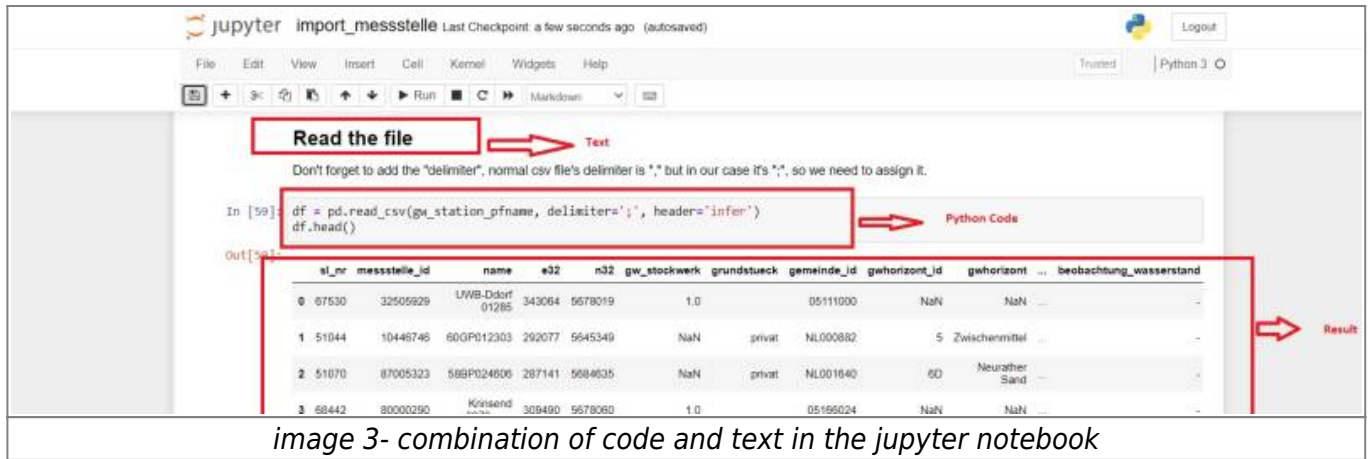 jupyter import_messstelle Last Checkpoint: a few seconds ago (autosaved)
Logout
File Edit View Insert Cell Kernel Widgets Help
Trusted Python 3
Run Markdown
Read the file
Text
Don't forget to add the "delimiter", normal csv file's delimiter is "," but in our case it's ";", so we need to assign it.
In [59]: df = pd.read_csv(gw_station_pfname, delimiter=';', header='infer')
df.head()
Python Code
Out[59]:
sl_nr messstelle_id name e32 n32 gw_stockwerk grundstueck gemeinde_id gwhorizont_id gwhorizont ... beobachtung_wasserstand
0 67530 32505929 UWB-Ddorf 01285 343064 5678019 1.0 05111000 NaN NaN ... -
1 51044 10446746 60GP012303 292077 5645349 NaN privat NL000882 5 Zwischenmittel ... -
2 51070 87005323 58BP024606 287141 5684635 NaN privat NL001640 6D Neurather Sand ... -
3 68442 80000290 Krinsend 309490 5678060 1.0 05166024 NaN NaN ... -
Result
image 3- combination of code and text in the jupyter notebook